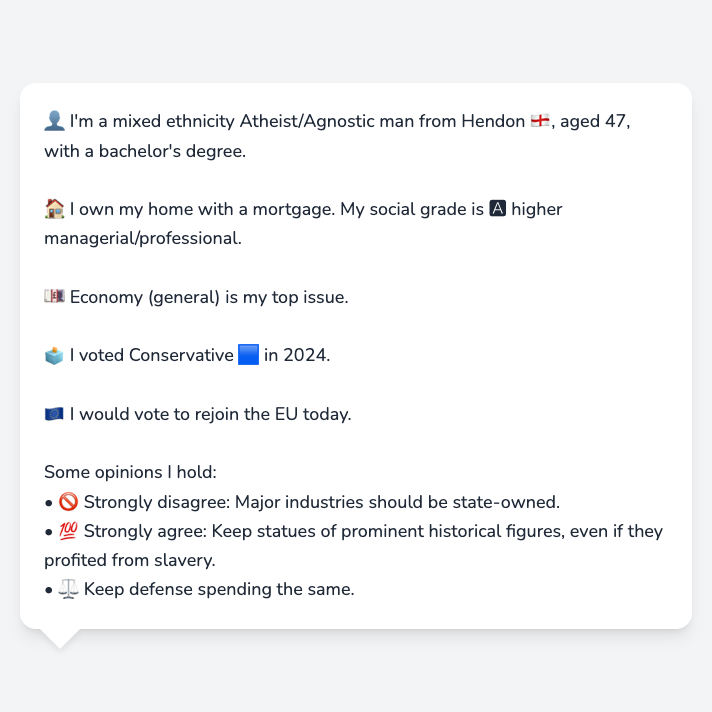 👤 I'm a mixed ethnicity Atheist/Agnostic man from Hendon 🏴󠁧󠁢󠁥󠁮󠁧󠁿, aged 47,
with a bachelor's degree.
🏠 I own my home with a mortgage. My social grade is 🅰 higher
managerial/professional.
💷 Economy (general) is my top issue.
🗳️ I voted Conservative 🟦 in 2024.
🇪🇺 I would vote to rejoin the EU today.
Some opinions I hold:
• 🚫 Strongly disagree: Major industries should be state-owned.
• 💯 Strongly agree: Keep statues of prominent historical figures, even if they
profited from slavery.
• ⚖️ Keep defense spending the same.